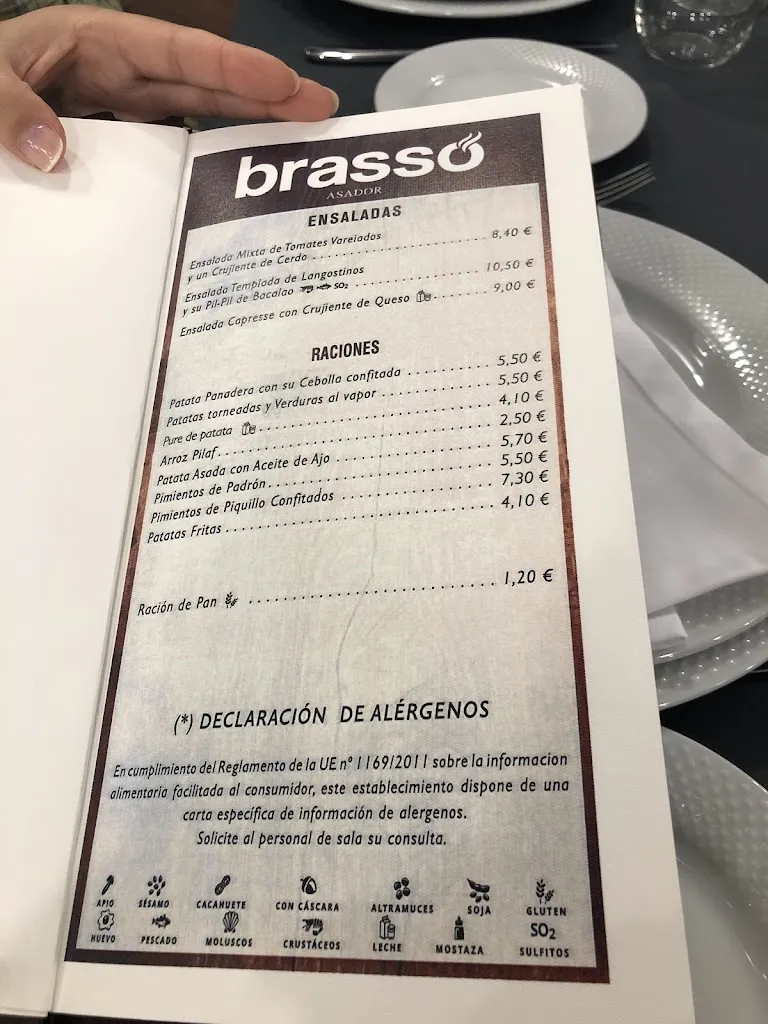 brasso
ASADOR
ENSALADAS
Ensalada Mixta de Tomates Vareiados
y un Crujiente de Cerdo . . . . . . . . . . . . . . . . . . . . . . . . 8,40 €
Ensalada Templada de Langostinos
y su Pil-Pil de Bacalao SO2 . . . . . . . . . . . . . . . . . . . 10,50 €
Ensalada Capresse con Crujiente de Queso . . . . . . . . 9,00 €
RACIONES
Patata Panadera con su Cebolla confitada . . . . . . . . . . 5,50 €
Patatas torneadas y Verduras al vapor . . . . . . . . . . . . . 5,50 €
Pure de patata . . . . . . . . . . . . . . . . . . . . . . . . . . . . 4,10 €
Arroz Pilaf . . . . . . . . . . . . . . . . . . . . . . . . . . . . . . . . 2,50 €
Patata Asada con Aceite de Ajo . . . . . . . . . . . . . . . . . 5,70 €
Pimientos de Padrón . . . . . . . . . . . . . . . . . . . . . . . . . 5,50 €
Pimientos de Piquillo Confitados . . . . . . . . . . . . . . . . 7,30 €
Patatas Fritas . . . . . . . . . . . . . . . . . . . . . . . . . . . . . . 4,10 €
Ración de Pan . . . . . . . . . . . . . . . . . . . . . . . . . . . . . 1,20 €
(*) DECLARACIÓN DE ALÉRGENOS
En cumplimiento del Reglamento de la UE nº 1169/2011 sobre la informacion
alimentaria facilitada al consumidor, este establecimiento dispone de una
carta específica de información de alergenos.
Solicite al personal de sala su consulta.
APIO SÉSAMO CACAHUETE CON CÁSCARA ALTRAMUCES SOJA GLUTEN
SO2
HUEVO PESCADO MOLUSCOS CRUSTÁCEOS LECHE MOSTAZA SULFITOS